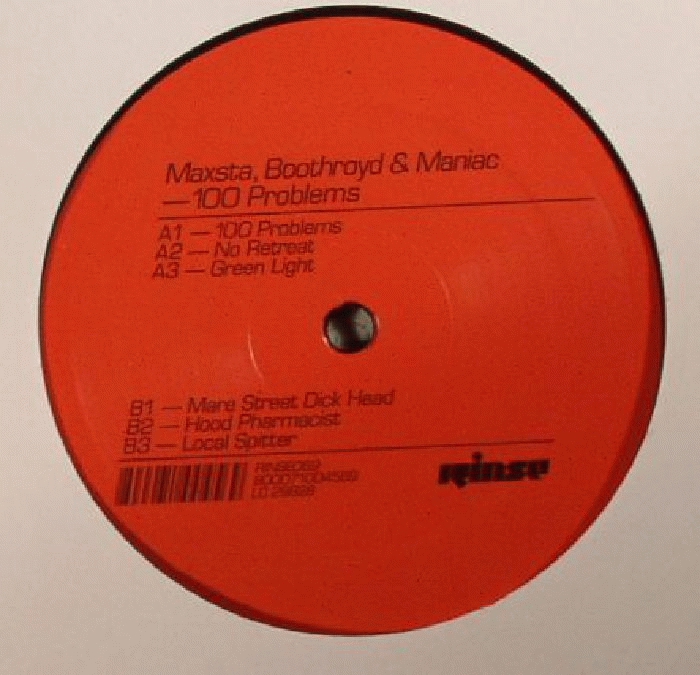 Maxsta, Boothroyd & Maniac
—100 Problems
A1 — 100 Problems
A2 — No Retreat
A3 — Green Light
B1 — Mare Street Dick Head
B2 — Hood Pharmacist
B3 — Local Spitter
rinse